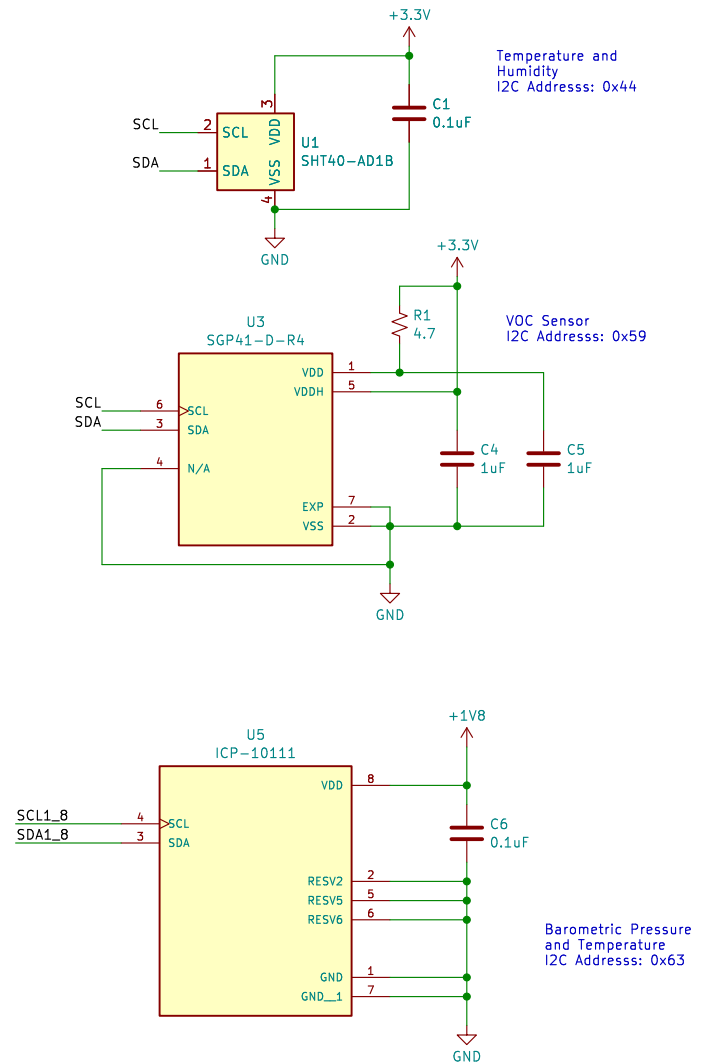 +3.3V
Temperature and
Humidity
I2C Addresss: 0x44
C1
0.1uF
3
VDD
SCL
2
SCL
U1
SHT40-AD1B
SDA
1
SDA
VSS
4
GND
+3.3V
U3
SGP41-D-R4
R1
4.7
VOC Sensor
I2C Addresss: 0x59
VDD
1
VDDH
5
SCL
6
SCL
SDA
3
SDA
4
N/A
C4
1uF
C5
1uF
EXP
7
VSS
2
GND
+1V8
U5
ICP-10111
VDD
8
SCL1_8
4
SCL
SDA1_8
3
SDA
C6
0.1uF
RESV2
2
RESV5
5
RESV6
6
Barometric Pressure
and Temperature
I2C Addresss: 0x63
GND
1
GND__1
7
GND